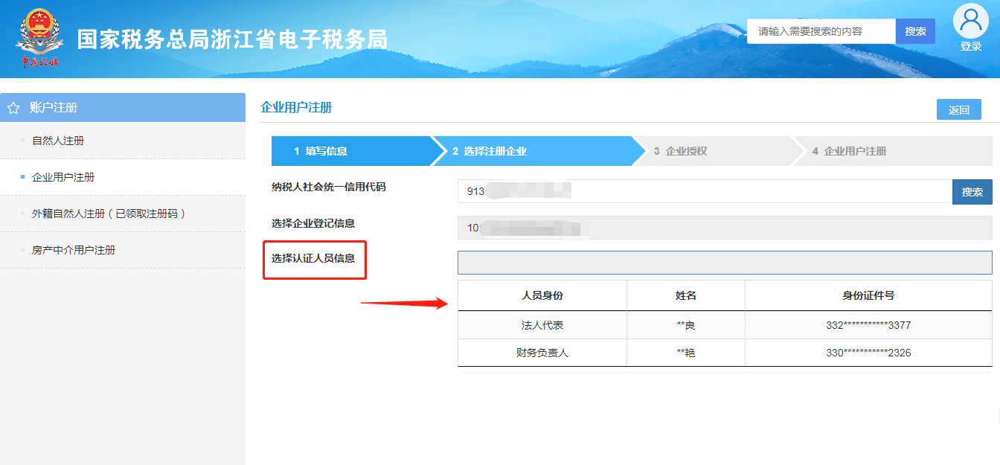 国家税务总局浙江省电子税务局
中国税务
请输入需要搜索的内容 搜索
登录
账户注册
自然人注册
企业用户注册
外籍自然人注册（已领取注册码）
房产中介用户注册
企业用户注册 返回
1 填写信息 2 选择注册企业 3 企业授权 4 企业用户注册
纳税人社会统一信用代码 913 搜索
选择企业登记信息 10
选择认证人员信息
人员身份 姓名 身份证件号
法人代表 **良 332***********3377
财务负责人 **艳 330***********2326